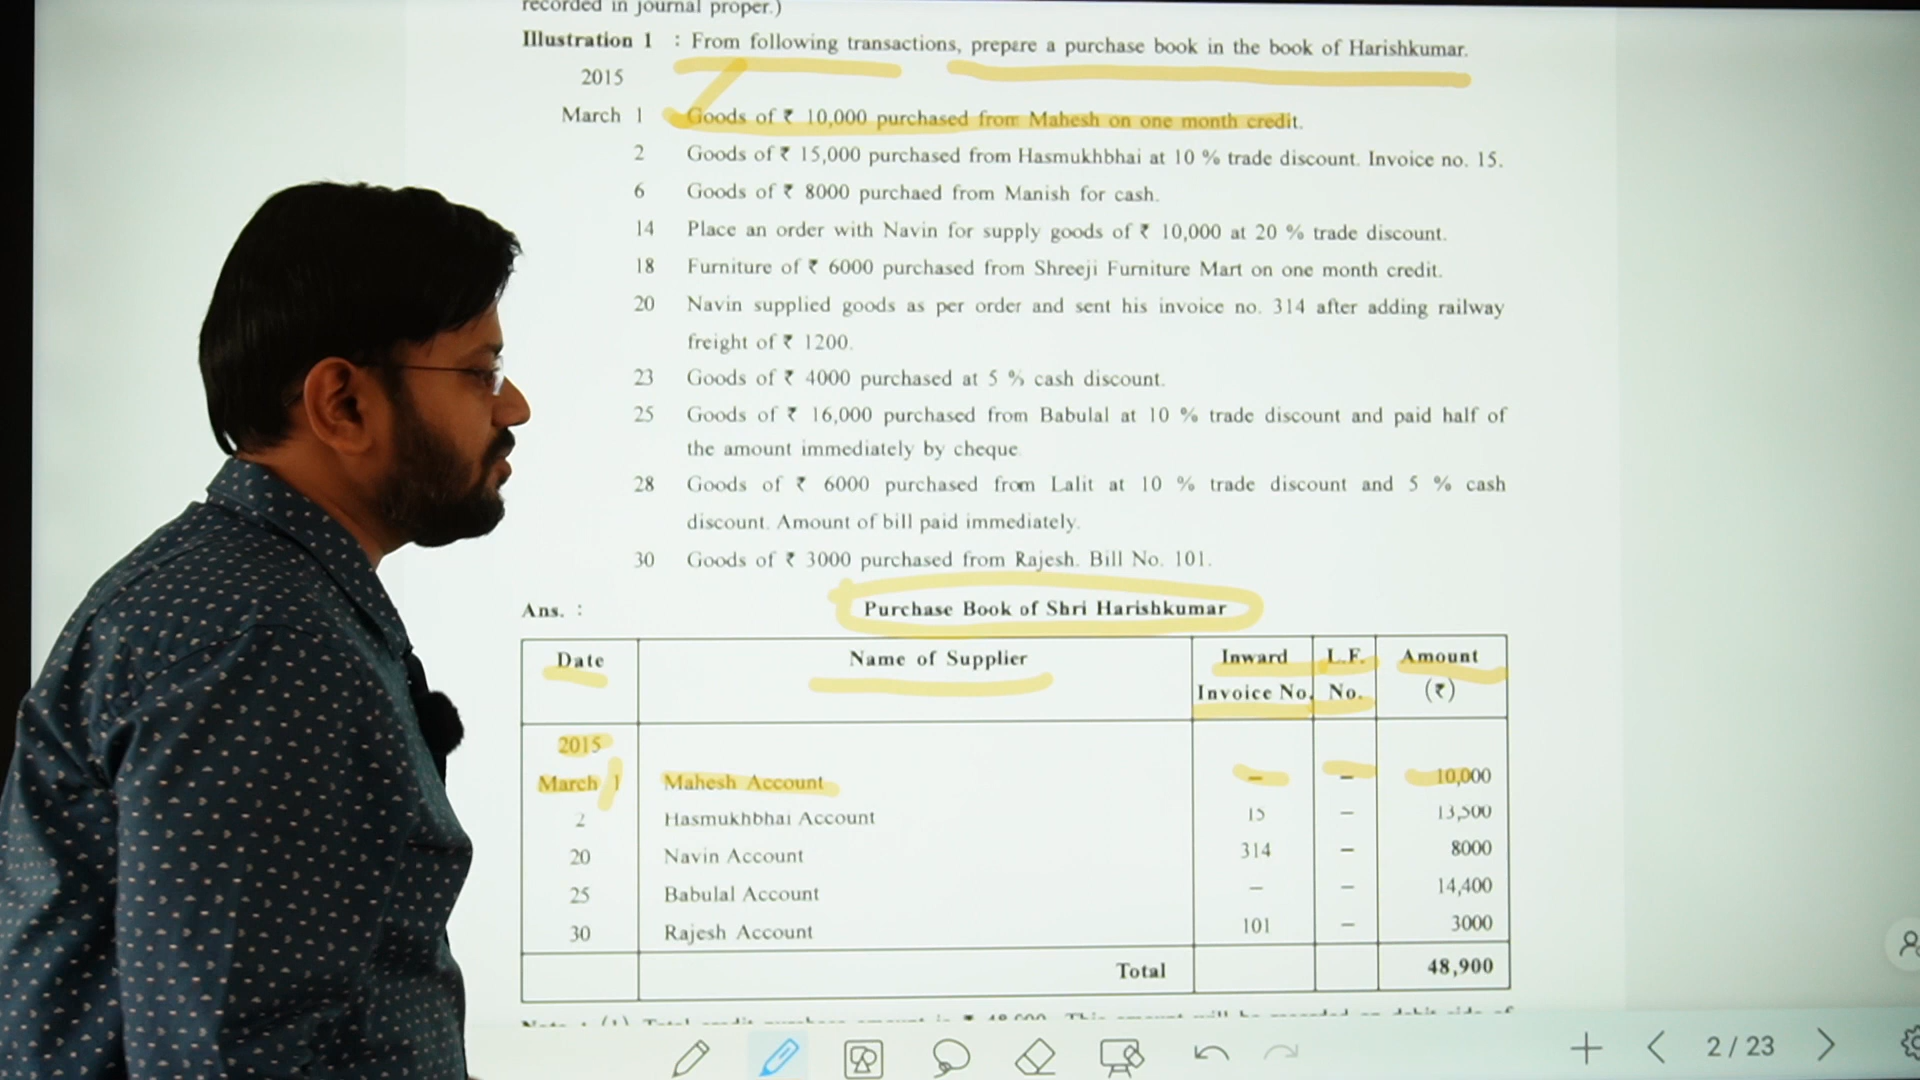 recorded in journal proper.)
Illustration 1 : From following transactions, prepare a purchase book in the book of Harishkumar.
2015
March 1 Goods of ₹ 10,000 purchased from Mahesh on one month credit.
2 Goods of ₹ 15,000 purchased from Hasmukhbhai at 10 % trade discount. Invoice no. 15.
6 Goods of ₹ 8000 purchaed from Manish for cash.
14 Place an order with Navin for supply goods of ₹ 10,000 at 20 % trade discount.
18 Furniture of ₹ 6000 purchased from Shreeji Furniture Mart on one month credit.
20 Navin supplied goods as per order and sent his invoice no. 314 after adding railway
freight of ₹ 1200.
23 Goods of ₹ 4000 purchased at 5 % cash discount.
25 Goods of ₹ 16,000 purchased from Babulal at 10 % trade discount and paid half of
the amount immediately by cheque
28 Goods of ₹ 6000 purchased from Lalit at 10 % trade discount and 5 % cash
discount. Amount of bill paid immediately.
30 Goods of ₹ 3000 purchased from Rajesh. Bill No. 101.
Ans. : Purchase Book of Shri Harishkumar
Date Name of Supplier Inward L.F. Amount
Invoice No. No. (₹)
2015
March 1 Mahesh Account – – 10,000
2 Hasmukhbhai Account 15 – 13,500
20 Navin Account 314 – 8000
25 Babulal Account – – 14,400
30 Rajesh Account 101 – 3000
Total 48,900
2 / 23